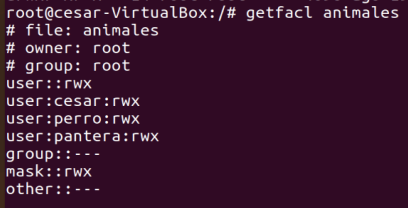 root@cesar-VirtualBox:/# getfacl animales
# file: animales
# owner: root
# group: root
user::rwx
user:cesar:rwx
user:perro:rwx
user:pantera:rwx
group::---
mask::rwx
other::---